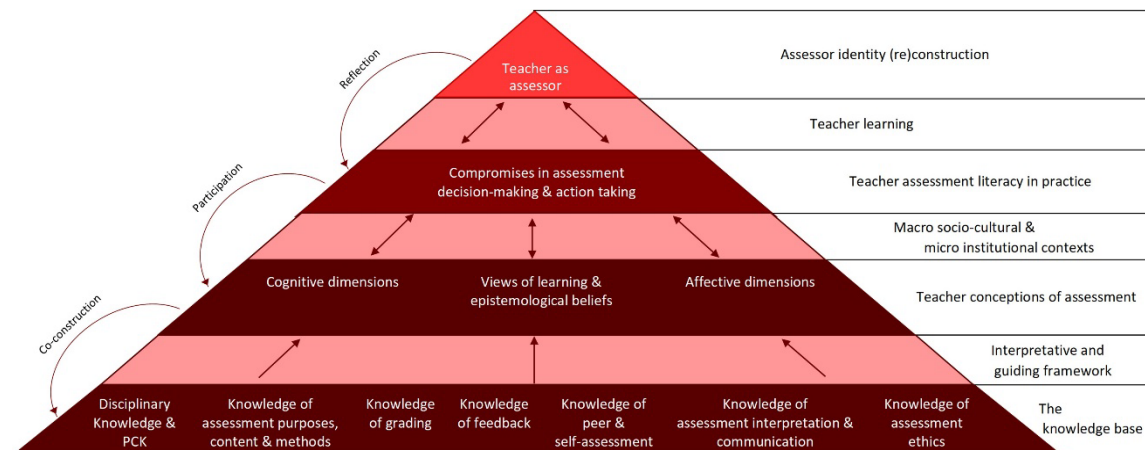 Reflection
Teacher as
assessor
Assessor identity (re)construction
Teacher learning
Participation
Compromises in assessment
decision-making & action taking
Teacher assessment literacy in practice
Macro socio-cultural &
micro institutional contexts
Co-construction
Cognitive dimensions
Views of learning &
epistemological beliefs
Affective dimensions
Teacher conceptions of assessment
Interpretative and
guiding framework
Disciplinary
Knowledge &
PCK
Knowledge of
assessment purposes,
content & methods
Knowledge
of grading
Knowledge
of feedback
Knowledge of
peer &
self-assessment
Knowledge of
assessment interpretation &
communication
Knowledge of
assessment
ethics
The
knowledge base